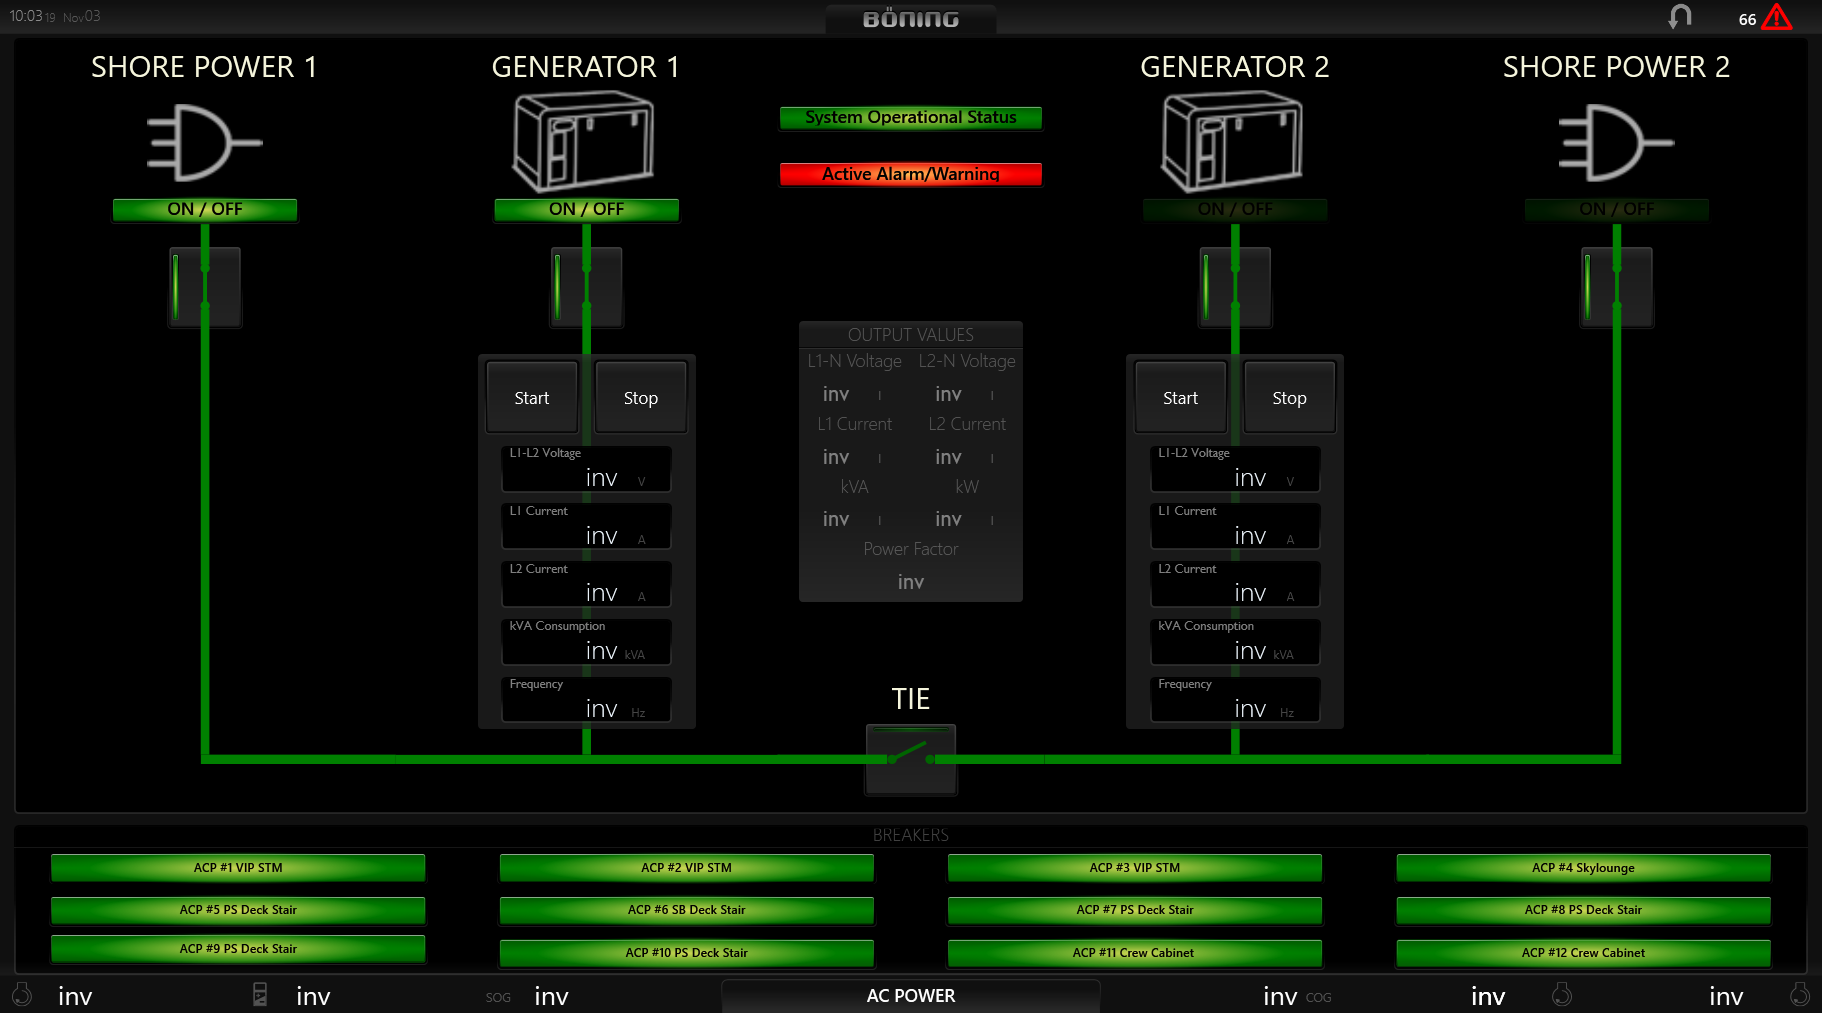 10:03 19 Nov 03
BÖNING
66
SHORE POWER 1
GENERATOR 1
GENERATOR 2
SHORE POWER 2
System Operational Status
Active Alarm/Warning
ON / OFF
ON / OFF
ON / OFF
ON / OFF
Start Stop
L1-L2 Voltage
inv V
L1 Current
inv A
L2 Current
inv A
kVA Consumption
inv kVA
Frequency
inv Hz
OUTPUT VALUES
L1-N Voltage L2-N Voltage
inv inv
L1 Current L2 Current
inv inv
kVA kW
inv inv
Power Factor
inv
Start Stop
L1-L2 Voltage
inv V
L1 Current
inv A
L2 Current
inv A
kVA Consumption
inv kVA
Frequency
inv Hz
TIE
BREAKERS
ACP #1 VIP STM
ACP #2 VIP STM
ACP #3 VIP STM
ACP #4 Skylounge
ACP #5 PS Deck Stair
ACP #6 SB Deck Stair
ACP #7 PS Deck Stair
ACP #8 PS Deck Stair
ACP #9 PS Deck Stair
ACP #10 PS Deck Stair
ACP #11 Crew Cabinet
ACP #12 Crew Cabinet
inv inv SOG inv AC POWER inv COG inv inv